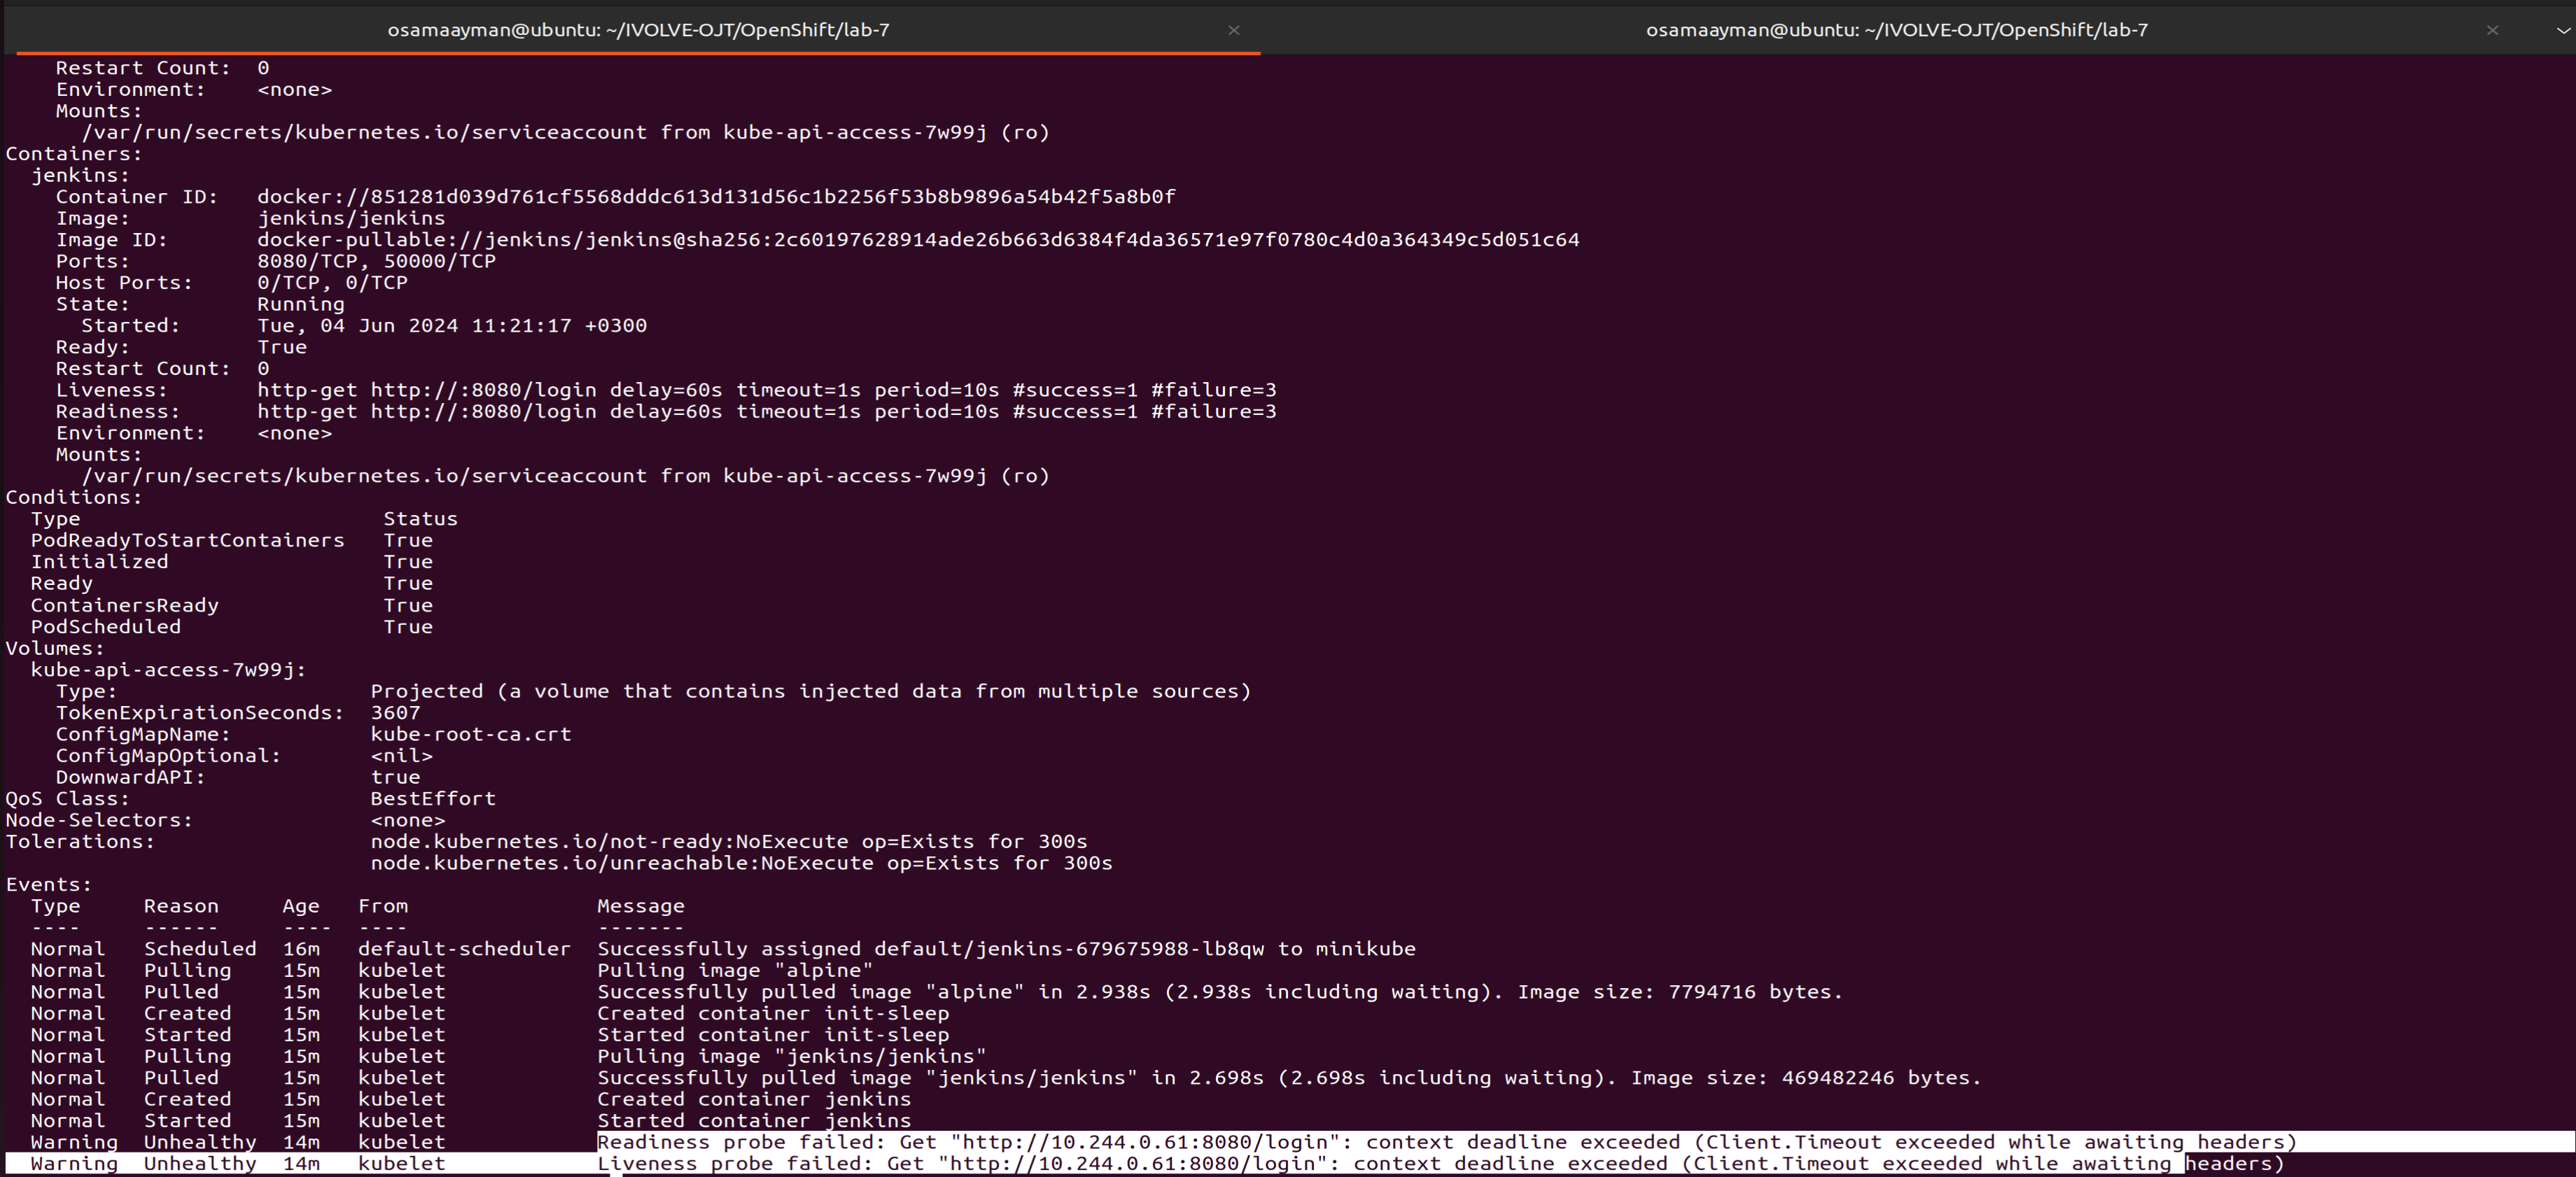 osamaayman@ubuntu: ~/IVOLVE-OJT/OpenShift/lab-7
osamaayman@ubuntu: ~/IVOLVE-OJT/OpenShift/lab-7
    Restart Count:  0
    Environment:    <none>
    Mounts:
      /var/run/secrets/kubernetes.io/serviceaccount from kube-api-access-7w99j (ro)
Containers:
  jenkins:
    Container ID:   docker://851281d039d761cf5568dddc613d131d56c1b2256f53b8b9896a54b42f5a8b0f
    Image:          jenkins/jenkins
    Image ID:       docker-pullable://jenkins/jenkins@sha256:2c60197628914ade26b663d6384f4da36571e97f0780c4d0a364349c5d051c64
    Ports:          8080/TCP, 50000/TCP
    Host Ports:     0/TCP, 0/TCP
    State:          Running
      Started:      Tue, 04 Jun 2024 11:21:17 +0300
    Ready:          True
    Restart Count:  0
    Liveness:       http-get http://:8080/login delay=60s timeout=1s period=10s #success=1 #failure=3
    Readiness:      http-get http://:8080/login delay=60s timeout=1s period=10s #success=1 #failure=3
    Environment:    <none>
    Mounts:
      /var/run/secrets/kubernetes.io/serviceaccount from kube-api-access-7w99j (ro)
Conditions:
  Type                        Status
  PodReadyToStartContainers   True
  Initialized                 True
  Ready                       True
  ContainersReady             True
  PodScheduled                True
Volumes:
  kube-api-access-7w99j:
    Type:                    Projected (a volume that contains injected data from multiple sources)
    TokenExpirationSeconds:  3607
    ConfigMapName:           kube-root-ca.crt
    ConfigMapOptional:       <nil>
    DownwardAPI:             true
QoS Class:                   BestEffort
Node-Selectors:              <none>
Tolerations:                 node.kubernetes.io/not-ready:NoExecute op=Exists for 300s
                             node.kubernetes.io/unreachable:NoExecute op=Exists for 300s
Events:
  Type     Reason     Age   From               Message
  ----     ------     ----  ----               -------
  Normal   Scheduled  16m   default-scheduler  Successfully assigned default/jenkins-679675988-lb8qw to minikube
  Normal   Pulling    15m   kubelet            Pulling image "alpine"
  Normal   Pulled     15m   kubelet            Successfully pulled image "alpine" in 2.938s (2.938s including waiting). Image size: 7794716 bytes.
  Normal   Created    15m   kubelet            Created container init-sleep
  Normal   Started    15m   kubelet            Started container init-sleep
  Normal   Pulling    15m   kubelet            Pulling image "jenkins/jenkins"
  Normal   Pulled     15m   kubelet            Successfully pulled image "jenkins/jenkins" in 2.698s (2.698s including waiting). Image size: 469482246 bytes.
  Normal   Created    15m   kubelet            Created container jenkins
  Normal   Started    15m   kubelet            Started container jenkins
  Warning  Unhealthy  14m   kubelet            Readiness probe failed: Get "http://10.244.0.61:8080/login": context deadline exceeded (Client.Timeout exceeded while awaiting headers)
  Warning  Unhealthy  14m   kubelet            Liveness probe failed: Get "http://10.244.0.61:8080/login": context deadline exceeded (Client.Timeout exceeded while awaiting headers)